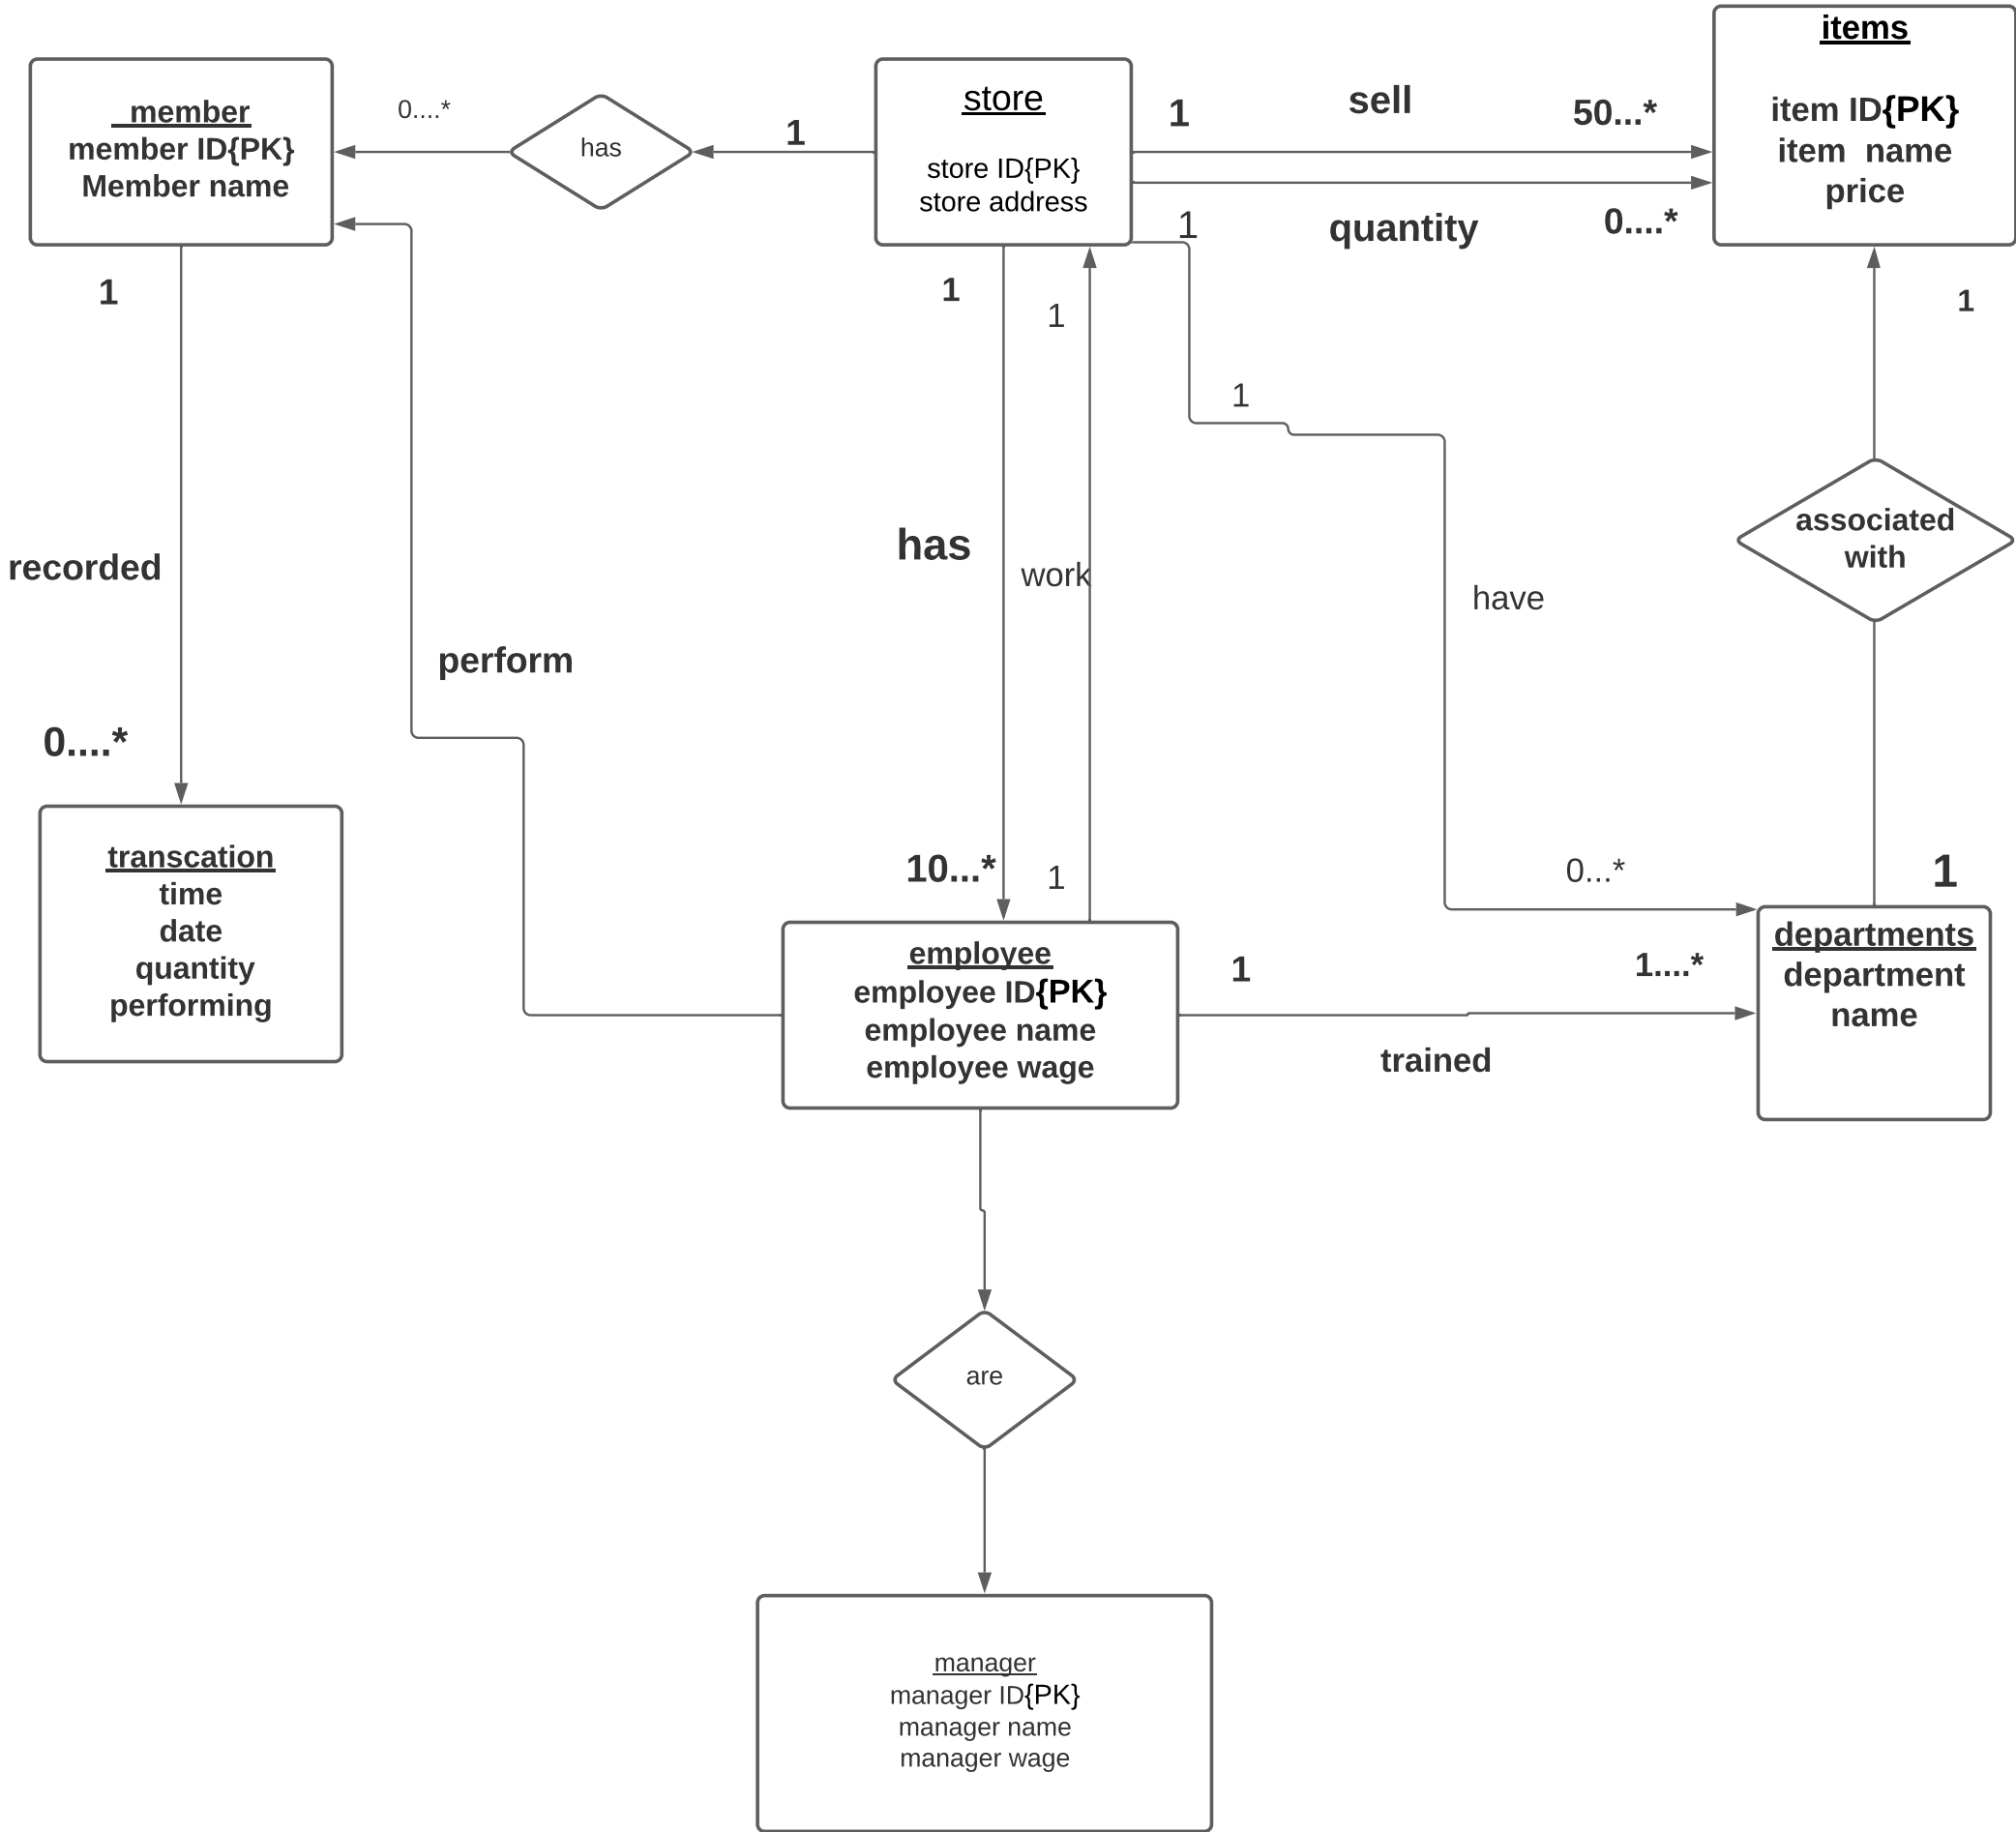 items
item ID{PK}
item  name
price
member
member ID{PK}
Member name
0....*
has
1
store
store ID{PK}
store address
1
sell
50...*
quantity
0....*
1
1
1
1
1
1
recorded
has
work
perform
have
associated
with
0....*
10...*
1
0...*
1
transcation
time
date
quantity
performing
employee
employee ID{PK}
employee name
employee wage
1
1....*
trained
departments
department
name
are
manager
manager ID{PK}
manager name
manager wage